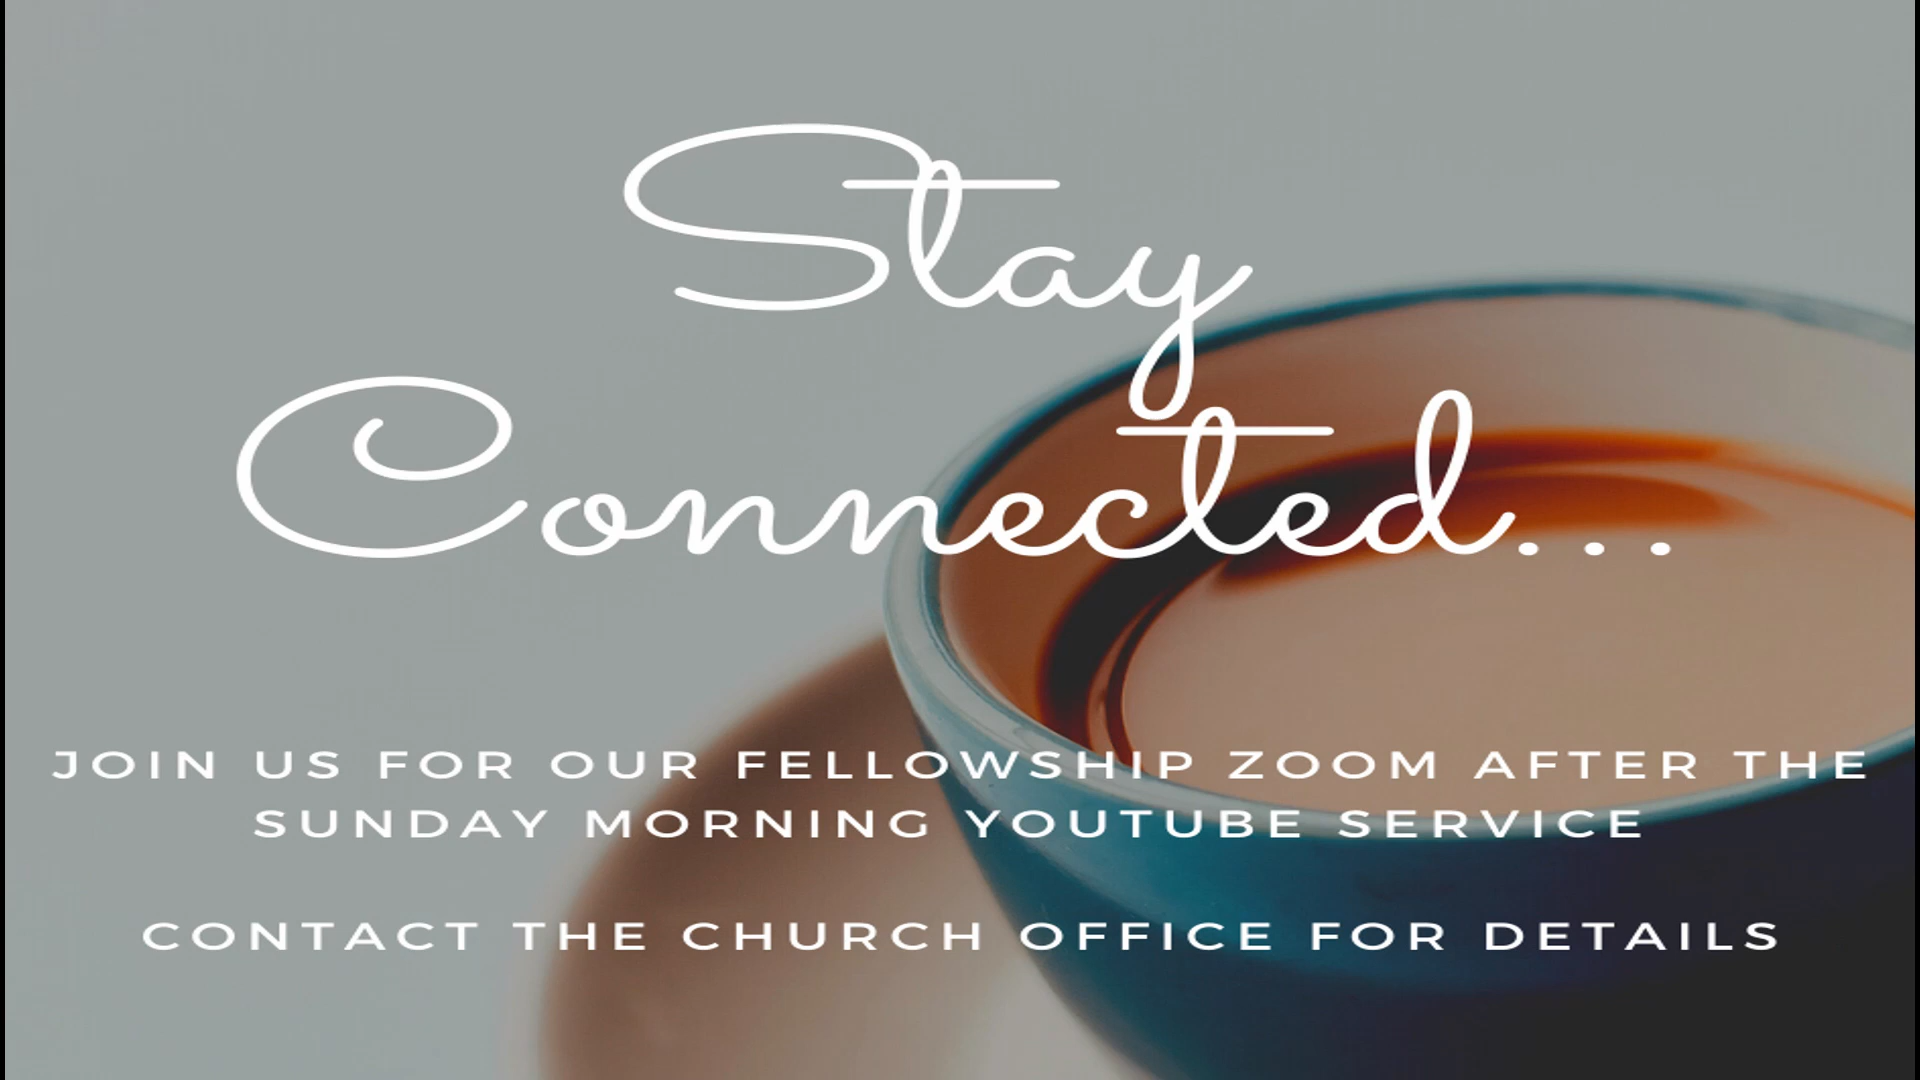 Stay
Connected...
JOIN US FOR OUR FELLOWSHIP ZOOM AFTER THE
SUNDAY MORNING YOUTUBE SERVICE
CONTACT THE CHURCH OFFICE FOR DETAILS